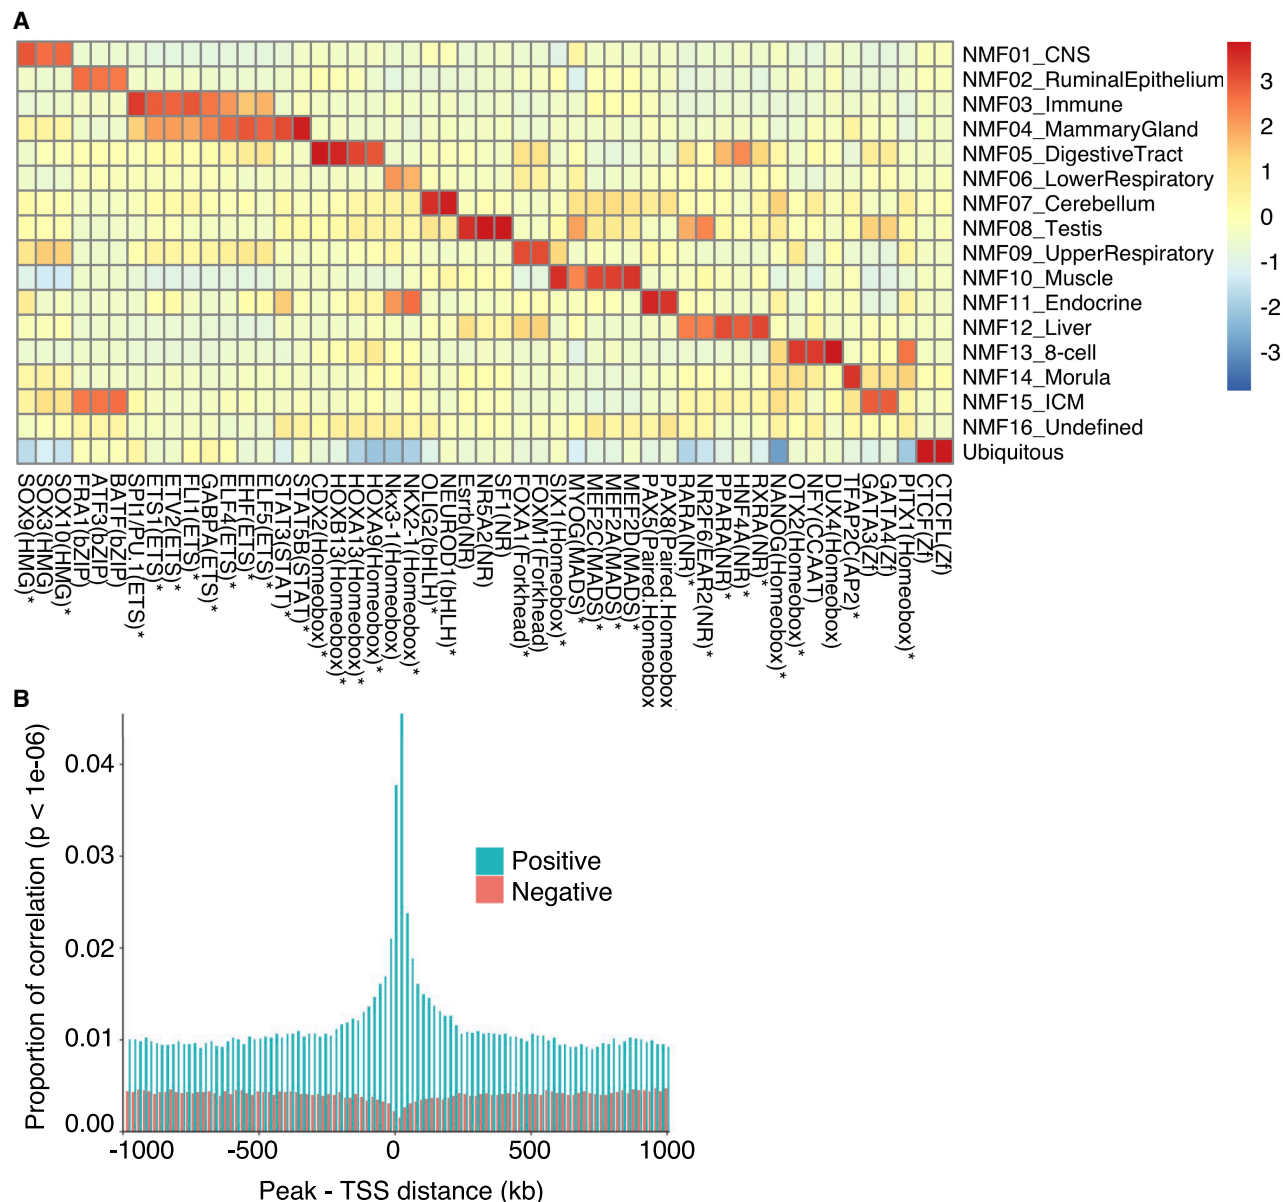 A
NMF01_CNS
NMF02_RuminalEpithelium
NMF03_Immune
NMF04_MammaryGland
NMF05_DigestiveTract
NMF06_LowerRespiratory
NMF07_Cerebellum
NMF08_Testis
NMF09_UpperRespiratory
NMF10_Muscle
NMF11_Endocrine
NMF12_Liver
NMF13_8-cell
NMF14_Morula
NMF15_ICM
NMF16_Undefined
Ubiquitous
3
2
1
0
-1
-2
-3
SOX9(HMG)*
SOX3(HMG)
SOX10(HMG)*
FRA1(bZIP)
ATF3(bZIP)
BATF(bZIP)
SPI1/PU.1(ETS)*
ETS1(ETS)*
ETV2(ETS)*
FLI1(ETS)*
GABPA(ETS)*
ELF4(ETS)*
EHF(ETS)*
ELF5(ETS)*
STAT3(STAT)*
STAT5B(STAT)*
CDX2(Homeobox)*
HOXB13(Homeobox)*
HOXA13(Homeobox)*
HOXA9(Homeobox)*
Nkx3-1(Homeobox)
NKX2-1(Homeobox)*
OLIG2(bHLH)*
NEUROD1(bHLH)*
Esrrb(NR)
NR5A2(NR)
SF1(NR)
FOXA1(Forkhead)*
FOXM1(Forkhead)
SIX1(Homeobox)*
MYOG(MADS)*
MEF2C(MADS)*
MEF2A(MADS)*
MEF2D(MADS)*
PAX5(Paired.Homeobox
PAX8(Paired.Homeobox
RARA(NR)*
NR2F6/EAR2(NR)*
PPARA(NR)*
HNF4A(NR)*
RXRA(NR)*
NANOG(Homeobox)*
OTX2(Homeobox)*
NFY(CCAAT)
DUX4(Homeobox)
TFAP2C(AP2)*
GATA3(Zf)
GATA4(Zf)
PITX1(Homeobox)*
CTCF(Zf)
CTCFL(Zf)
B
Proportion of correlation (p < 1e-06)
0.04
0.03
0.02
0.01
0.00
Positive
Negative
-1000
-500
0
500
1000
Peak - TSS distance (kb)